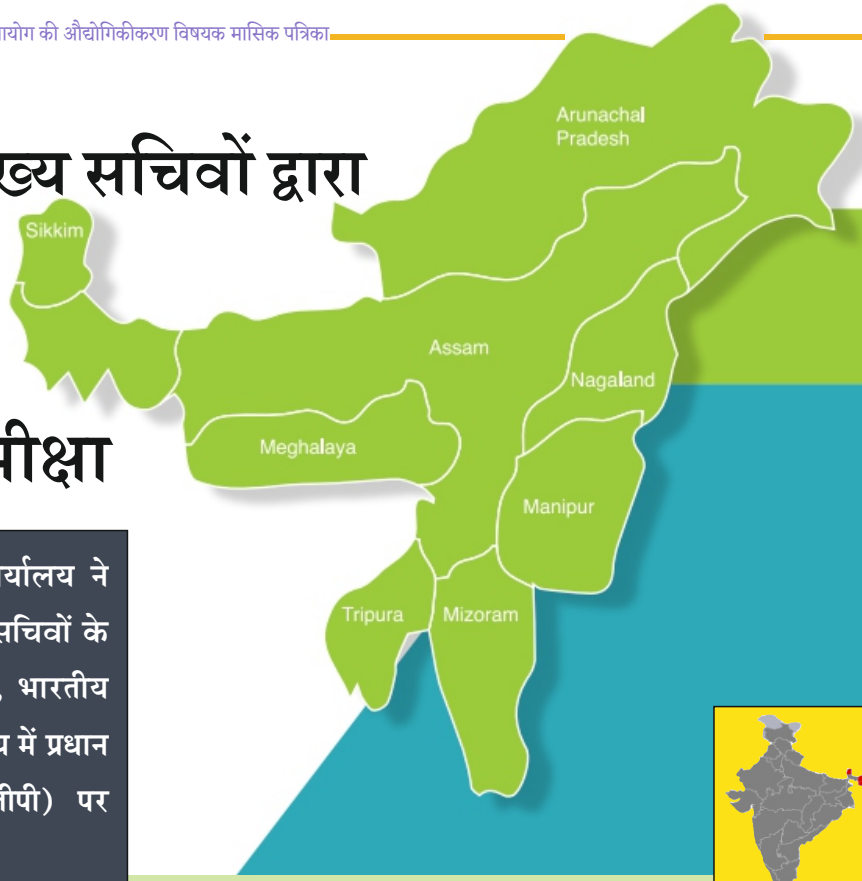 योग की औद्योगिकीकरण विषयक मासिक पत्रिका
ख्य सचिवों द्वारा
मीक्षा
र्यालय ने
सचिवों के
भारतीय
में प्रधान
पर
Arunachal
Pradesh
Sikkim
Assam
Nagaland
Meghalaya
Manipur
Tripura
Mizoram